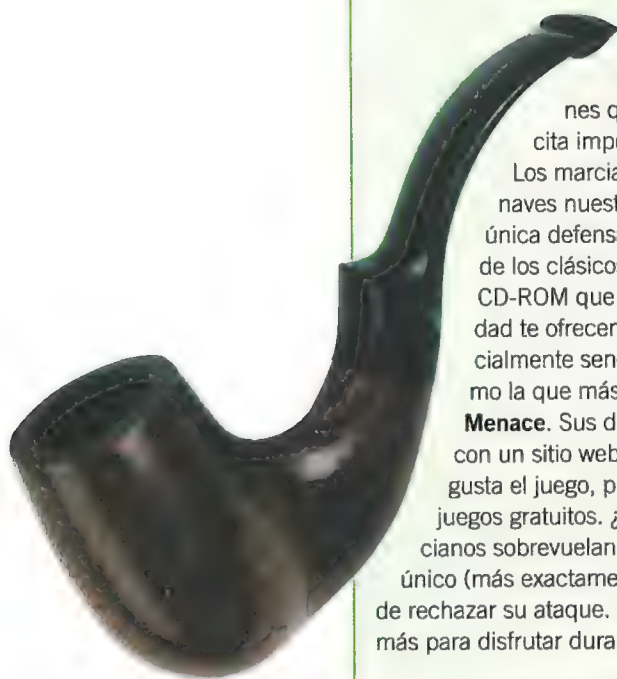 nes q
cita imp
Los marcia
naves nuest
única defens
de los clásicos
CD-ROM que
dad te ofrecen
cialmente sen
mo la que más
Menace. Sus d
con un sitio web
gusta el juego, p
juegos gratuitos. ¿
cianos sobrevuelan
único (más exactame
de rechazar su ataque.
más para disfrutar dura